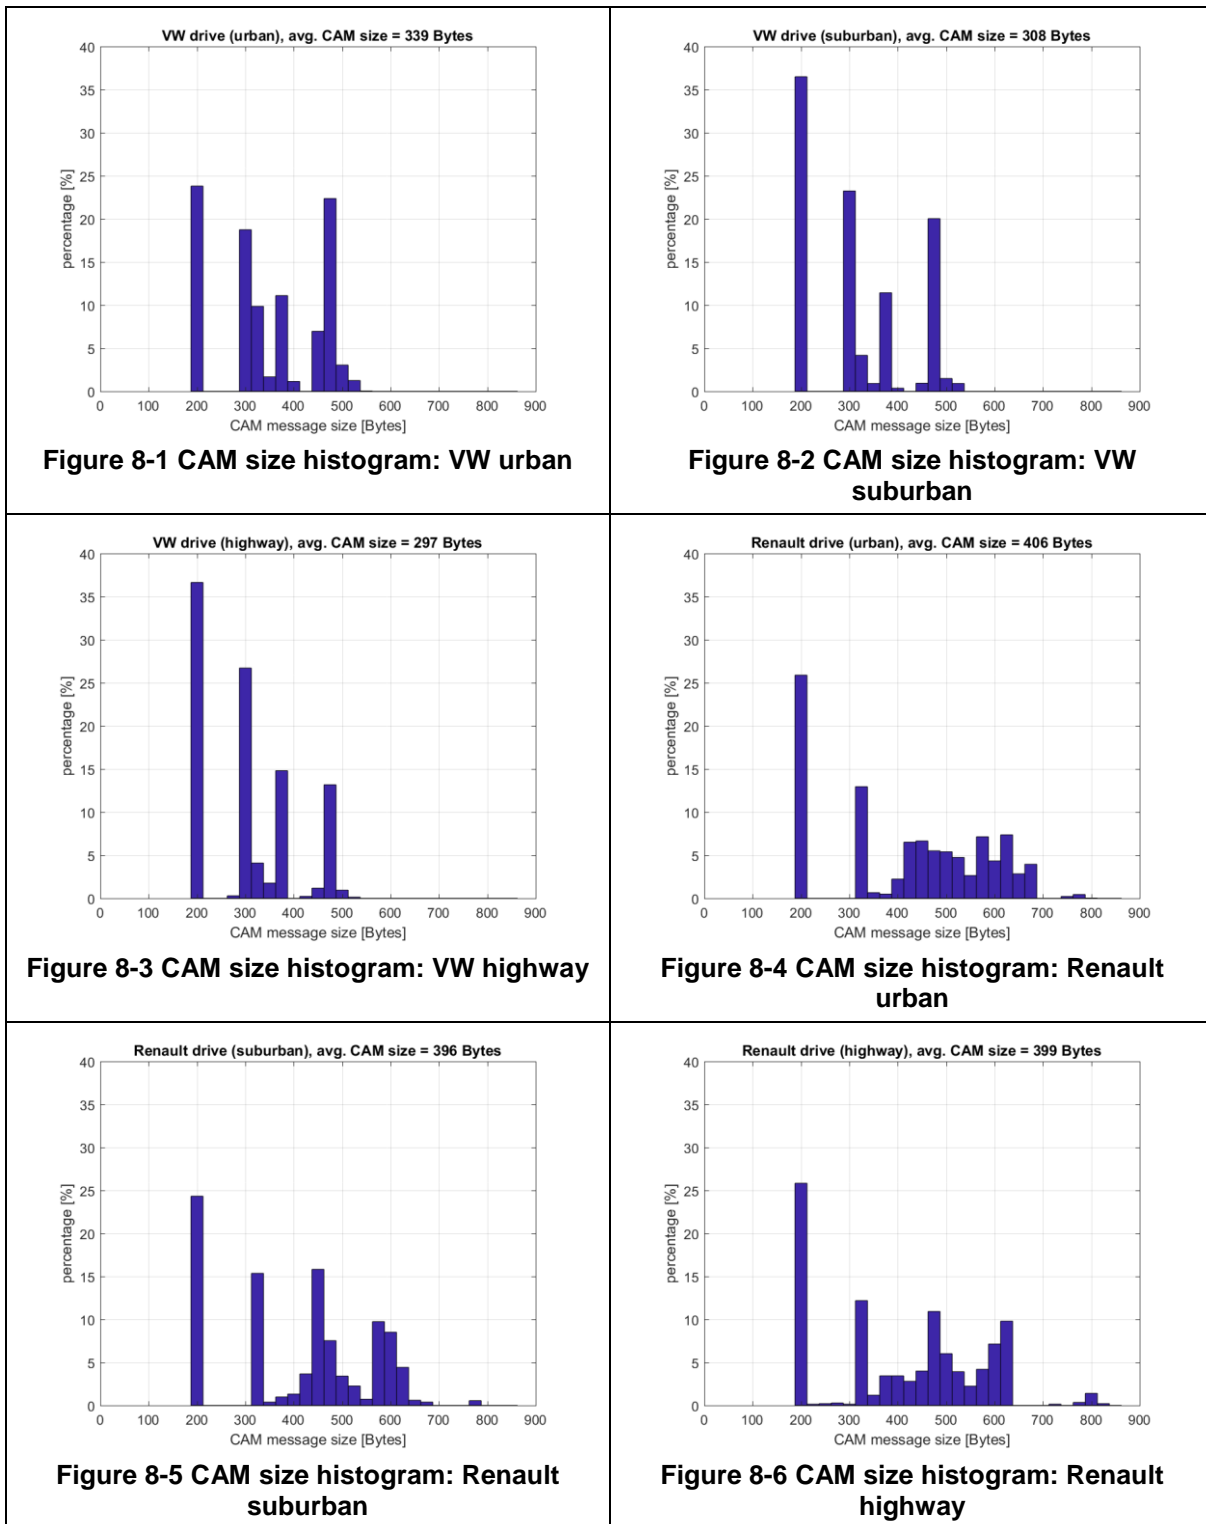 VW drive (urban), avg. CAM size = 339 Bytes
40
35
30
25
20
15
10
5
0
percentage [%]
0 100 200 300 400 500 600 700 800 900
CAM message size [Bytes]
Figure 8-1 CAM size histogram: VW urban
VW drive (suburban), avg. CAM size = 308 Bytes
40
35
30
25
20
15
10
5
0
percentage [%]
0 100 200 300 400 500 600 700 800 900
CAM message size [Bytes]
Figure 8-2 CAM size histogram: VW
suburban
VW drive (highway), avg. CAM size = 297 Bytes
40
35
30
25
20
15
10
5
0
percentage [%]
0 100 200 300 400 500 600 700 800 900
CAM message size [Bytes]
Figure 8-3 CAM size histogram: VW highway
Renault drive (urban), avg. CAM size = 406 Bytes
40
35
30
25
20
15
10
5
0
percentage [%]
0 100 200 300 400 500 600 700 800 900
CAM message size [Bytes]
Figure 8-4 CAM size histogram: Renault
urban
Renault drive (suburban), avg. CAM size = 396 Bytes
40
35
30
25
20
15
10
5
0
percentage [%]
0 100 200 300 400 500 600 700 800 900
CAM message size [Bytes]
Figure 8-5 CAM size histogram: Renault
suburban
Renault drive (highway), avg. CAM size = 399 Bytes
40
35
30
25
20
15
10
5
0
percentage [%]
0 100 200 300 400 500 600 700 800 900
CAM message size [Bytes]
Figure 8-6 CAM size histogram: Renault
highway